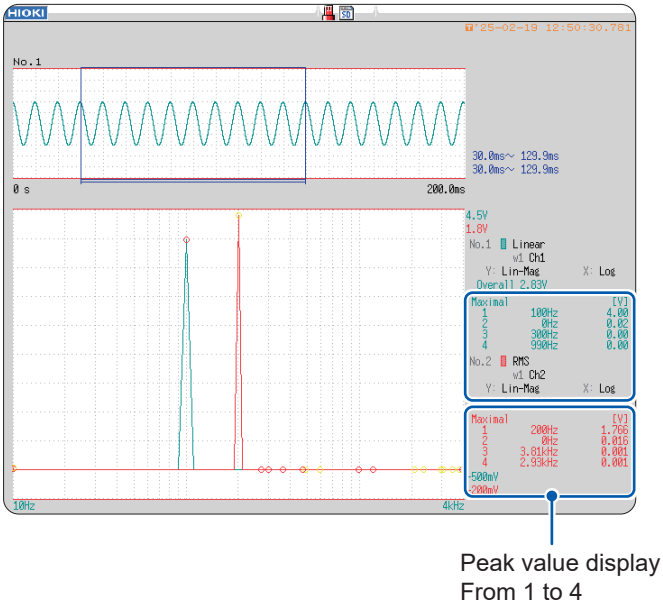 HIOKI
SD
T'25-02-19 12:50:30.781
No.1
30.0ms~ 129.9ms
30.0ms~ 129.9ms
0 s 200.0ms
4.5V
1.8V
No.1 Linear
w1 Ch1
Y: Lin-Mag X: Log
Overall 2.83V
Maximal [V]
1 100Hz 4.00
2 0Hz 0.02
3 300Hz 0.00
4 990Hz 0.00
No.2 RMS
w1 Ch2
Y: Lin-Mag X: Log
Maximal [V]
1 200Hz 1.766
2 0Hz 0.016
3 3.81kHz 0.001
4 2.93kHz 0.001
-500mV
-200mV
10Hz 4kHz
Peak value display
From 1 to 4